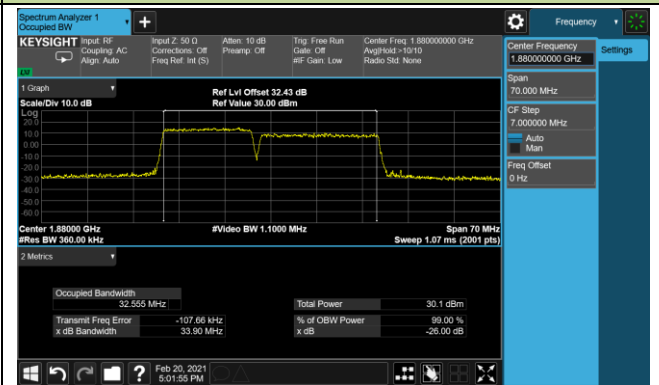 Spectrum Analyzer 1
Occupied BW
+
Frequency
KEYSIGHT
Input: RF
Coupling: AC
Align: Auto
Input Z: 50 Ω
Corrections: Off
Freq Ref: Int (S)
Atten: 10 dB
Preamp: Off
Trig: Free Run
Gate: Off
#IF Gain: Low
Center Freq: 1.880000000 GHz
Avg|Hold:>10/10
Radio Std: None
Center Frequency
1.880000000 GHz
Settings
Span
70.000 MHz
CF Step
7.000000 MHz
Auto
Man
Freq Offset
0 Hz
1 Graph
Scale/Div 10.0 dB
Ref Lvl Offset 32.43 dB
Ref Value 30.00 dBm
Log
20.0
10.0
0.00
-10.0
-20.0
-30.0
-40.0
-50.0
-60.0
Center 1.88000 GHz
#Res BW 360.00 kHz
#Video BW 1.1000 MHz
Span 70 MHz
Sweep 1.07 ms (2001 pts)
2 Metrics
Occupied Bandwidth
32.555 MHz
Total Power 30.1 dBm
Transmit Freq Error -107.66 kHz
% of OBW Power 99.00 %
x dB Bandwidth 33.90 MHz
x dB -26.00 dB
?
Feb 20, 2021
5:01:55 PM